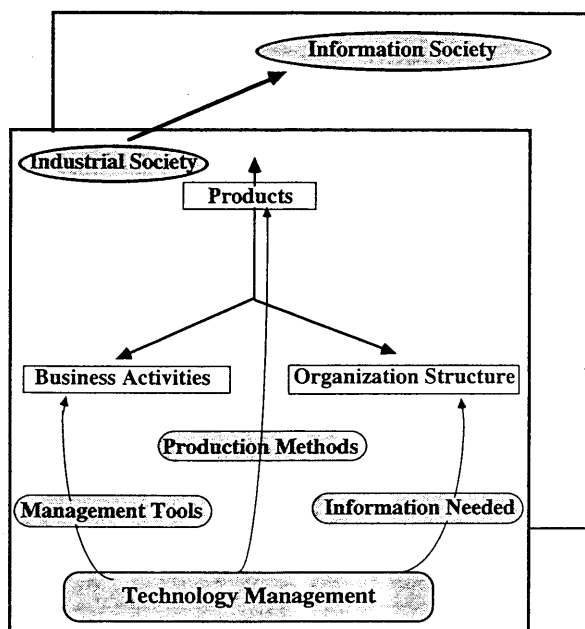 Information Society
Industrial Society
Products
Business Activities
Organization Structure
Production Methods
Management Tools
Information Needed
Technology Management